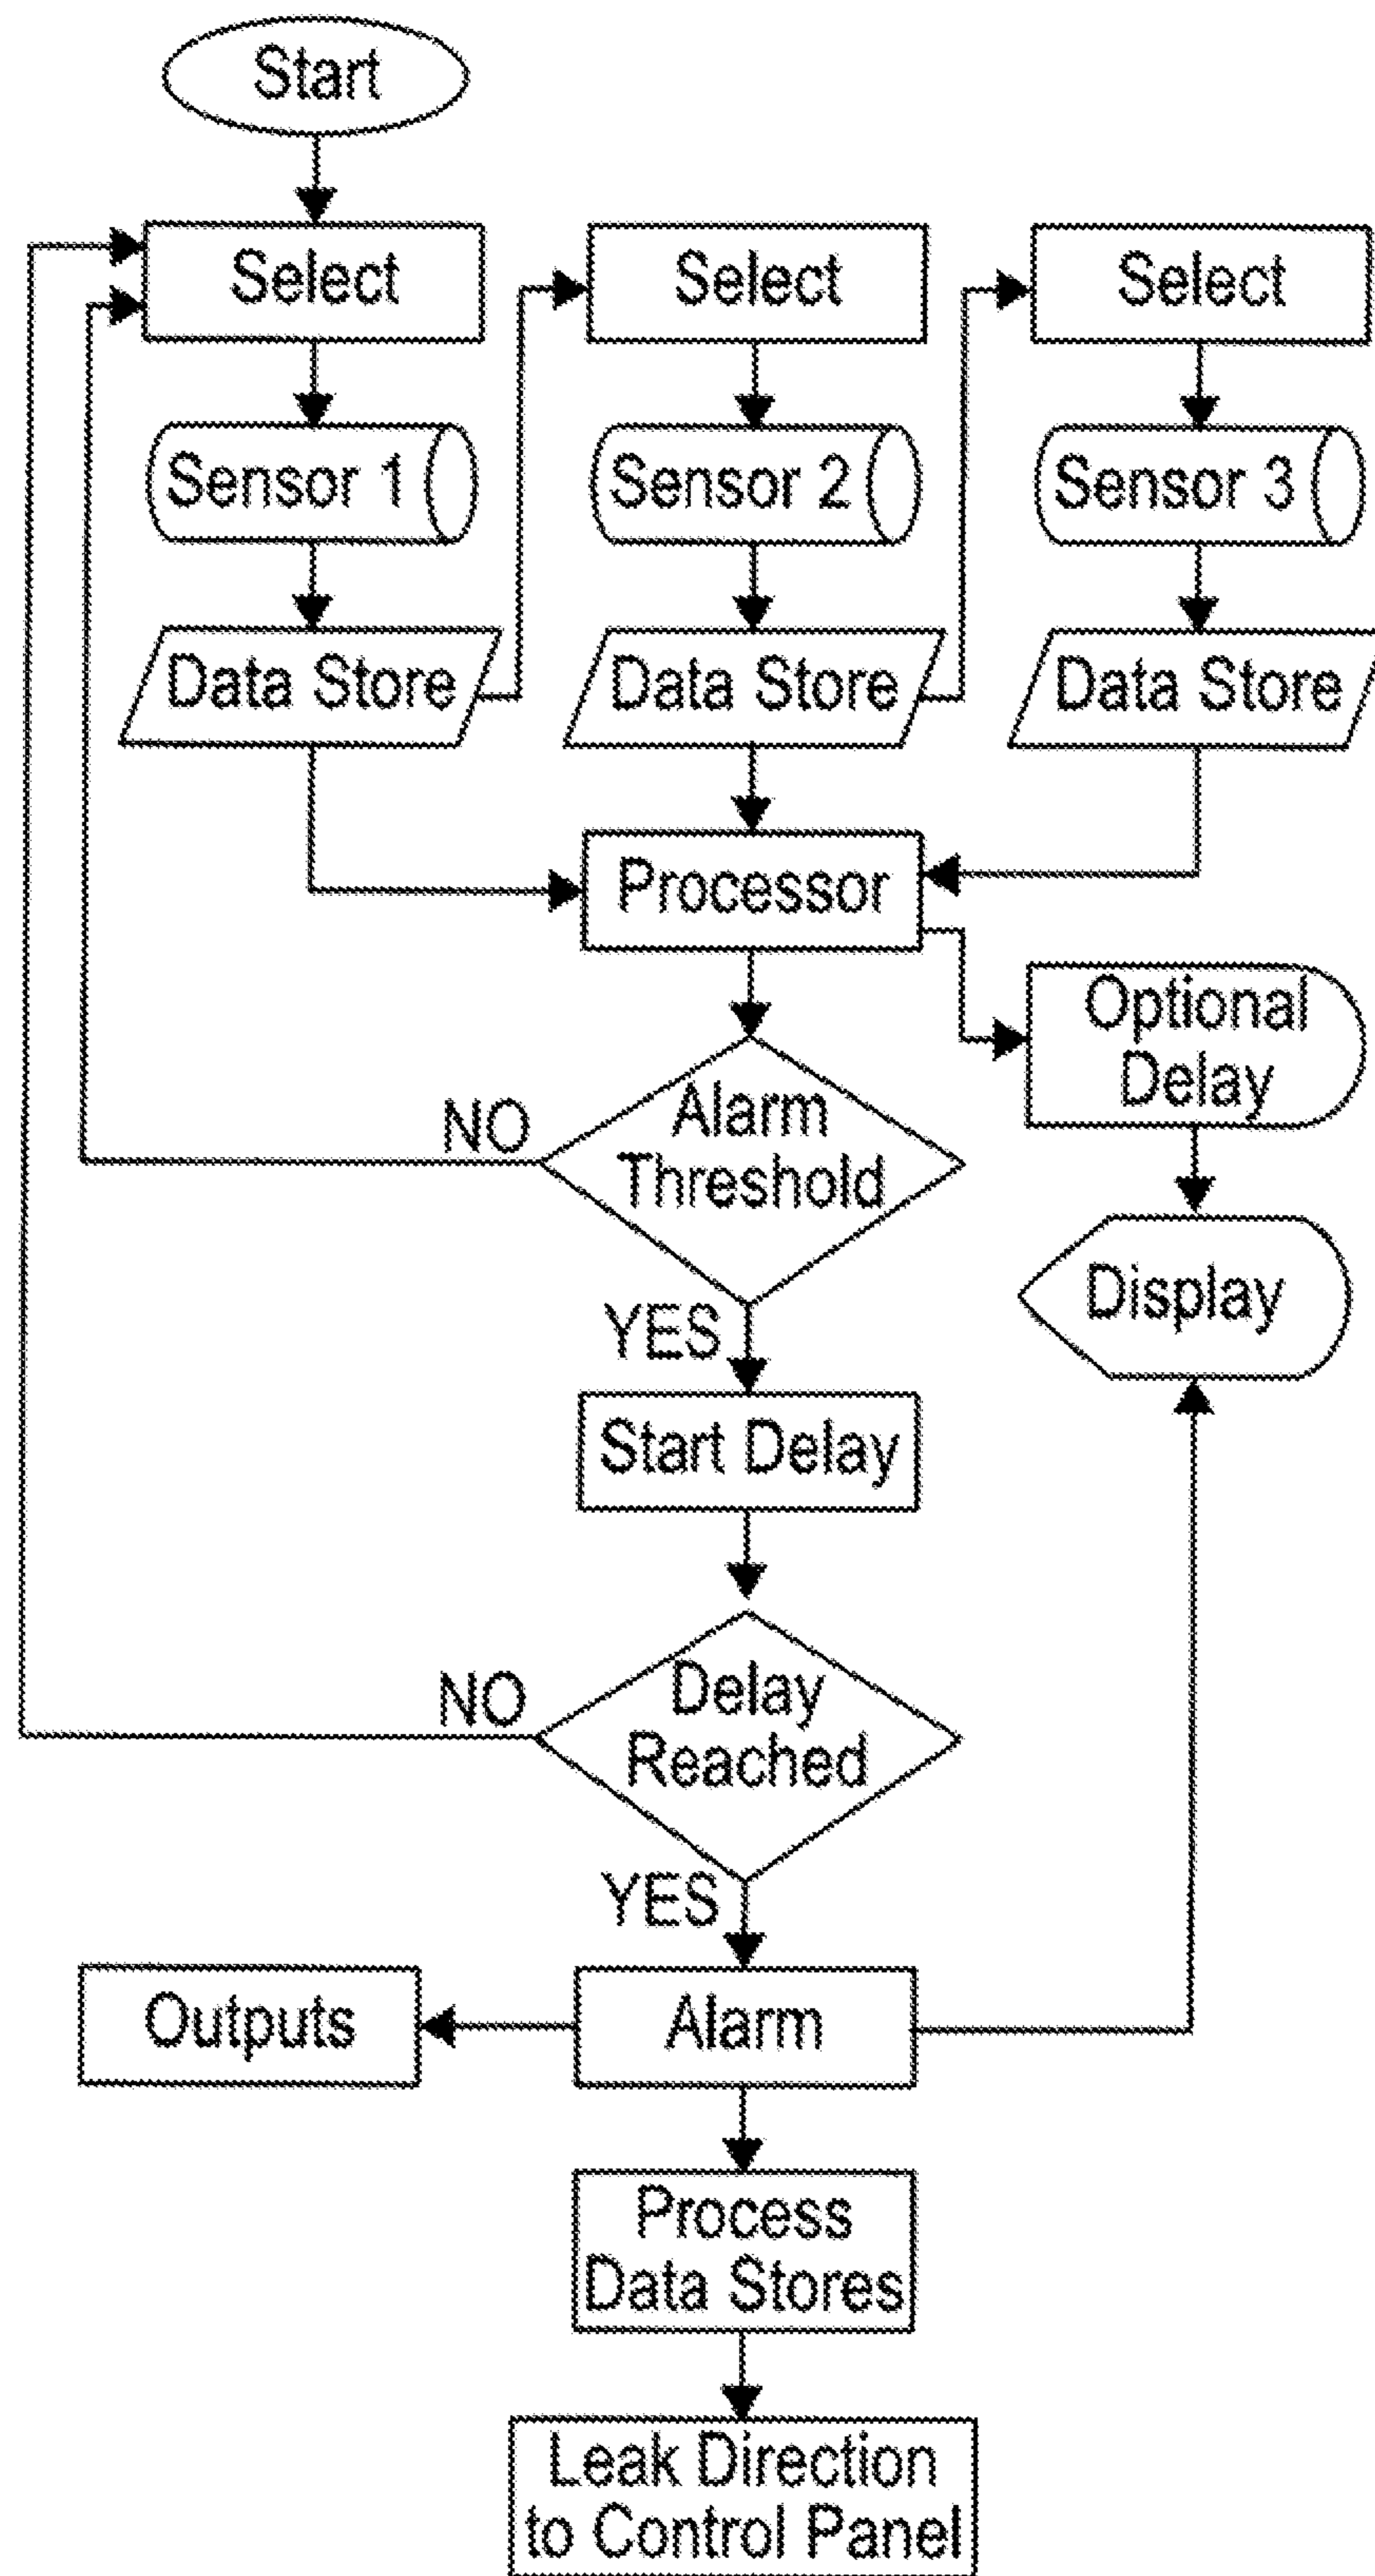 Start
Select
Select
Select
Sensor 1
Sensor 2
Sensor 3
Data Store
Data Store
Data Store
Processor
Optional
Delay
NO
Alarm
Threshold
Display
YES
Start Delay
NO
Delay
Reached
YES
Outputs
Alarm
Process
Data Stores
Leak Direction
to Control Panel